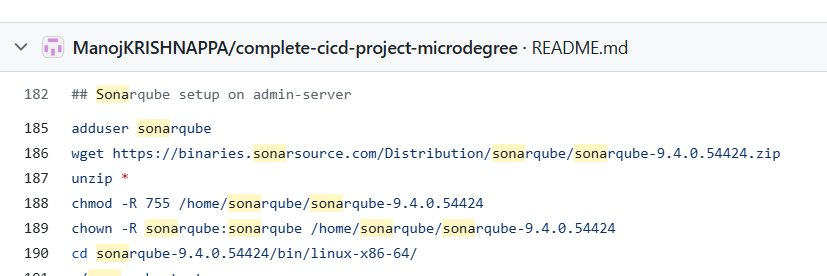 ManojKRISHNAPPA/complete-cicd-project-microdegree · README.md
182 ## Sonarqube setup on admin-server
185 adduser sonarqube
186 wget https://binaries.sonarsource.com/Distribution/sonarqube/sonarqube-9.4.0.54424.zip
187 unzip *
188 chmod -R 755 /home/sonarqube/sonarqube-9.4.0.54424
189 chown -R sonarqube:sonarqube /home/sonarqube/sonarqube-9.4.0.54424
190 cd sonarqube-9.4.0.54424/bin/linux-x86-64/